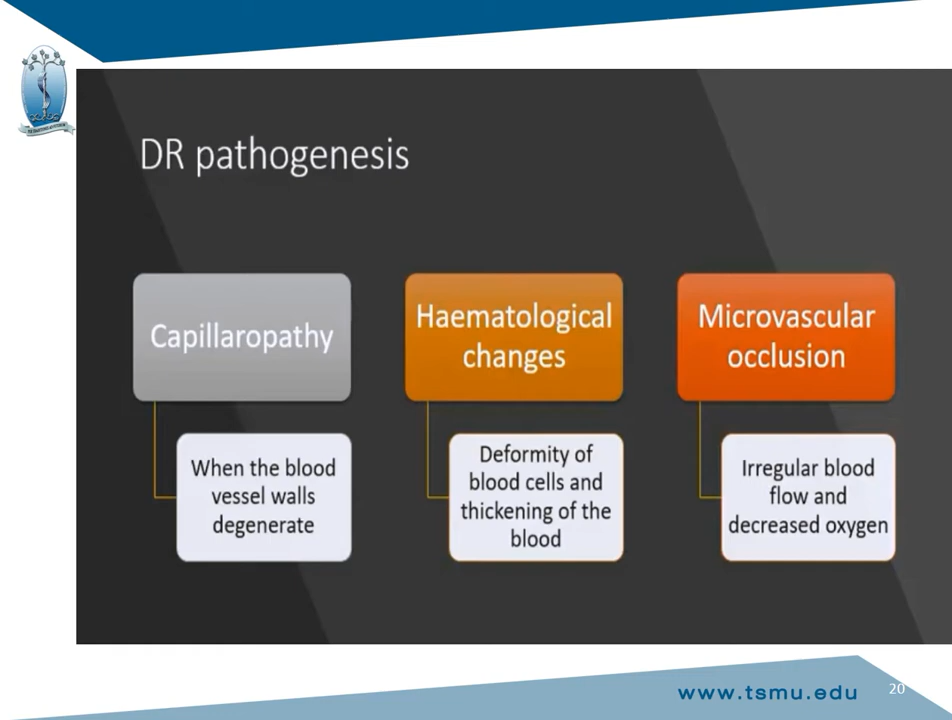 DR pathogenesis
Capillaropathy
When the blood
vessel walls
degenerate
Haematological
changes
Deformity of
blood cells and
thickening of the
blood
Microvascular
occlusion
Irregular blood
flow and
decreased oxygen
www.tsmu.edu
20